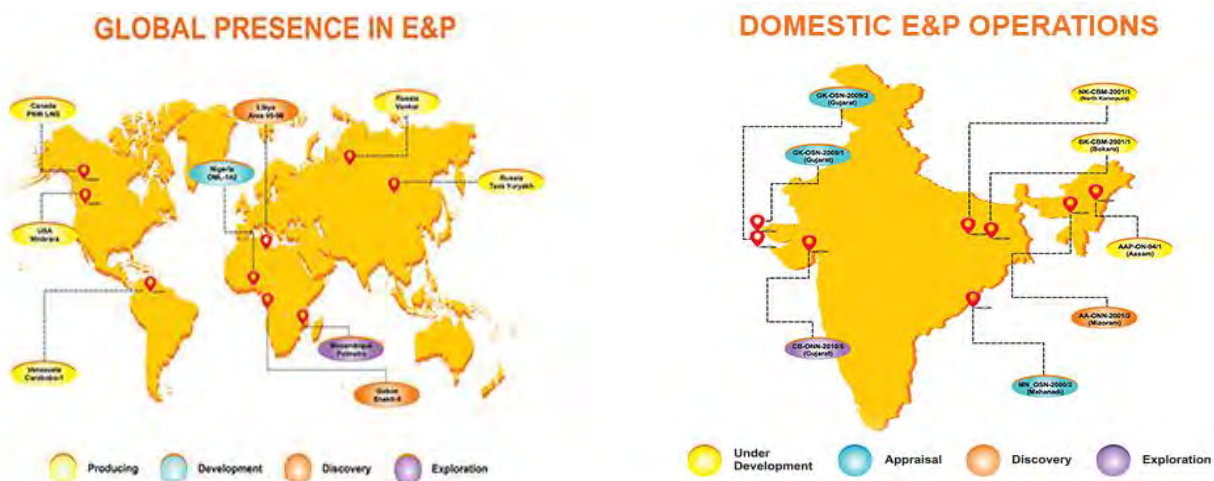 GLOBAL PRESENCE IN E&P
Canada
PNW LNG
Libya
Area 95-96
Russia
Vankor
Nigeria
OML-142
Russia
Taas Yuryakh
USA
Niobrara
Mozambique
Venezuela
Carabobo-1
Gabon
Shakthi-II
Producing
Development
Discovery
Exploration
DOMESTIC E&P OPERATIONS
GK-OSN-2009/2
(Gujarat)
NK-CBM-2001/1
(North Karanpura)
GK-OSN-2009/1
(Gujarat)
BK-CBM-2001/1
(Bokaro)
AAP-ON-94/1
(Assam)
AA-ONN-2001/2
(Mizoram)
CB-ONN-2010/6
(Gujarat)
MN_OSN-2000/2
(Mahanadi)
Under
Development
Appraisal
Discovery
Exploration